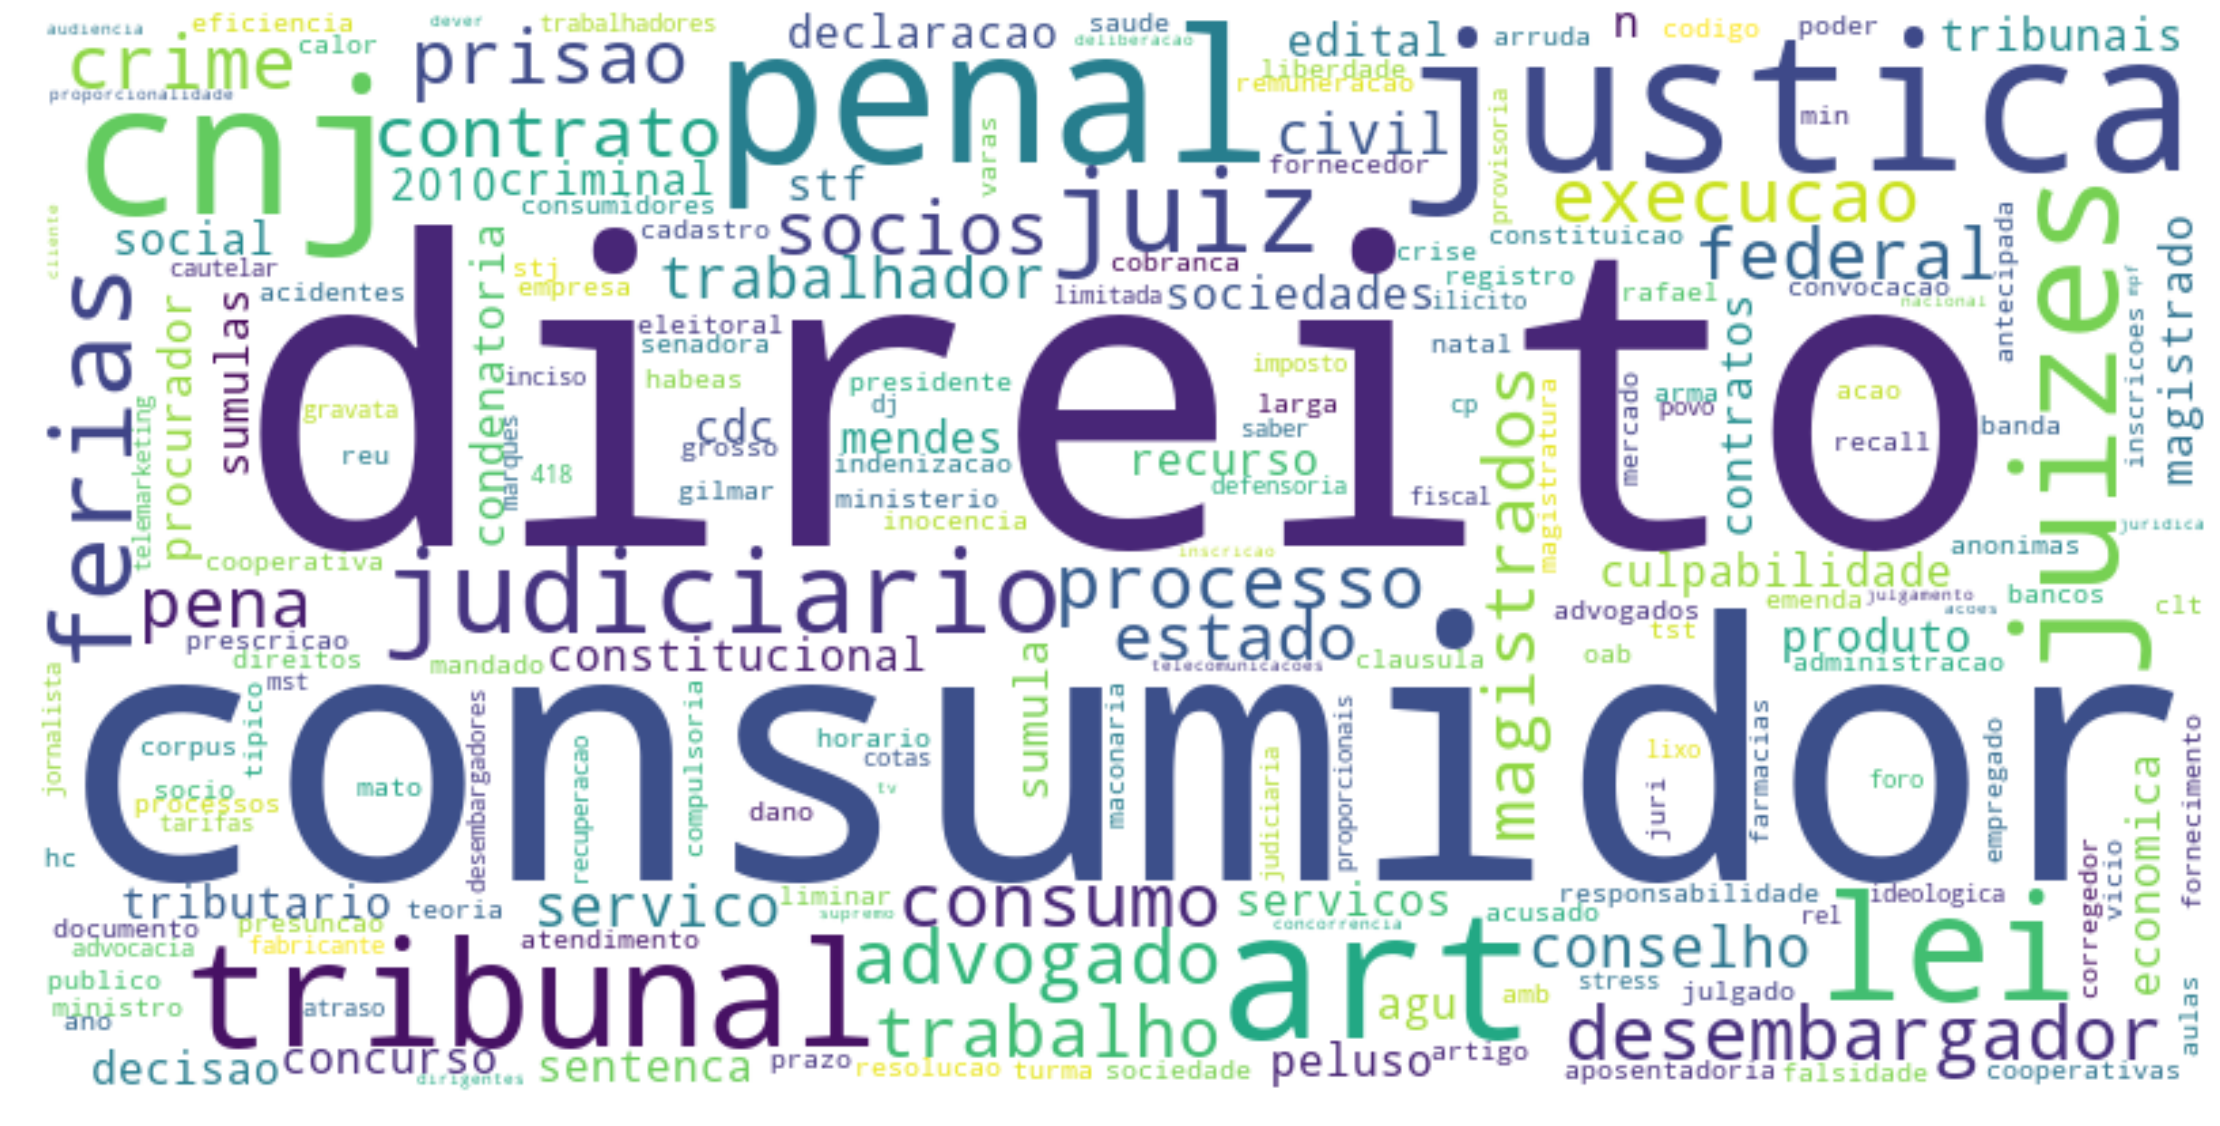 audiencia
eficiencia
dever
trabalhadores
declaracao
saude
deliberacao
edital
arruda
n
codigo
poder
tribunais
crime
calor
prisao
penal
liberdade
remuneracao
justica
proporcionalidade
cnj
contrato
varas
civil
provisoria
min
2010
criminal
stf
fornecedor
execucao
consumidores
juizes
cliente
social
cadastro
socios
juiz
crise
constituicao
federal
antecipada
magistrado
cautelar
condenatoria
stj
empresa
trabalhador
cobranca
registro
mpf
ferias
procurador
sumulas
acidentes
limitada
sociedades
ilicito
rafael
convocacao
nacional
contratos
inscricoes
direito
eleitoral
senadora
natal
inciso
habeas
presidente
imposto
mercado
arma
povo
acao
telemarketing
gravata
dj
larga
cp
cdc
mendes
saber
magistrados
magistratura
banda
reu
marques
418
grosso
indenizacao
recurso
recall
gilmar
ministerio
defensoria
fiscal
inocencia
juridica
cooperativa
inscricao
anonimas
pena
judiciario
processo
culpabilidade
emenda
julgamento
acoes
bancos
clt
prescricao
estado
advogados
tst
produto
direitos
mandado
constitucional
telecomunicacoes
clausula
oab
administracao
jornalista
mst
tipico
desembargadores
compulsoria
sumula
maconaria
proporcionais
farmacias
empregado
fornecimento
consumidor
corpus
recuperacao
horario
cotas
judiciaria
lixo
juri
foro
economica
socio
mato
tv
processos
tarifas
dano
hc
corregedor
vicio
tributario
teoria
servico
liminar
supremo
consumo
servicos
responsabilidade
ideologica
documento
presuncao
concorrencia
acusado
rel
lei
advocacia
fabricante
atendimento
advogado
art
conselho
publico
tribunal
stress
julgado
ministro
atraso
agu
amb
aulas
ano
trabalho
desembargador
decisao
concurso
dirigentes
sentenca
prazo
resolucao
turma
sociedade
peluso
artigo
aposentadoria
falsidade
cooperativas